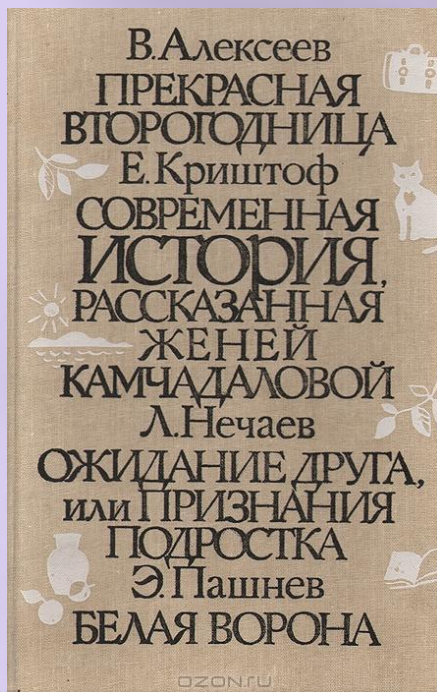 В.Алексеев
ПРЕКРАСНАЯ
ВТОРОГОДНИЦА
Е.Криштоф
СОВРЕМЕННАЯ
ИСТОРИЯ,
РАССКАЗАННАЯ
ЖЕНЕЙ
КАМЧАДАЛОВОЙ
Л.Нечаев
ОЖИДАНИЕ ДРУГА,
или ПРИЗНАНИЯ
ПОДРОСТКА
Э.Пашнев
БЕЛАЯ ВОРОНА
OZON.RU